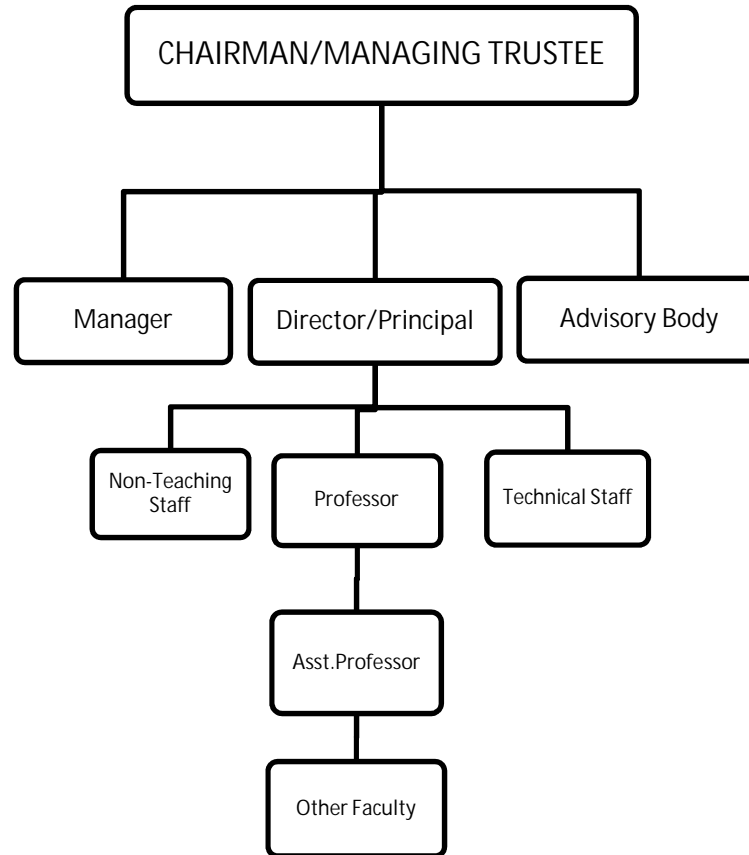 CHAIRMAN/MANAGING TRUSTEE
Manager
Director/Principal
Advisory Body
Non-Teaching
Staff
Professor
Technical Staff
Asst.Professor
Other Faculty